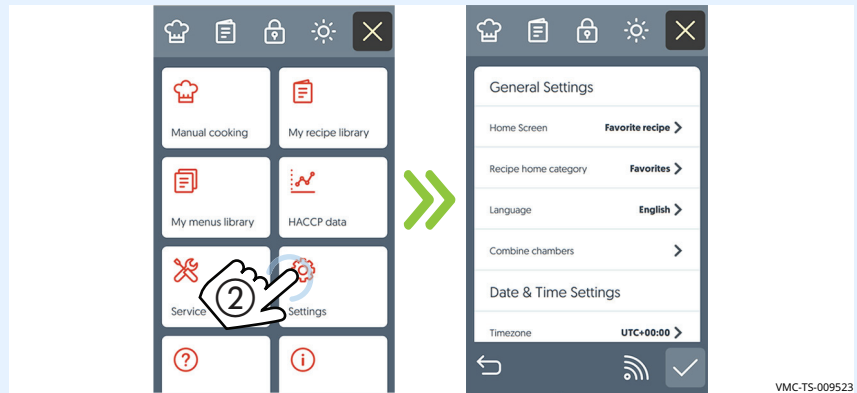 Manual cooking
My recipe library
My menus library
HACCP data
Service
Settings
2
?
i
General Settings
Home Screen Favorite recipe
Recipe home category Favorites
Language English
Combine chambers
Date & Time Settings
Timezone UTC+00:00
VMC-TS-009523